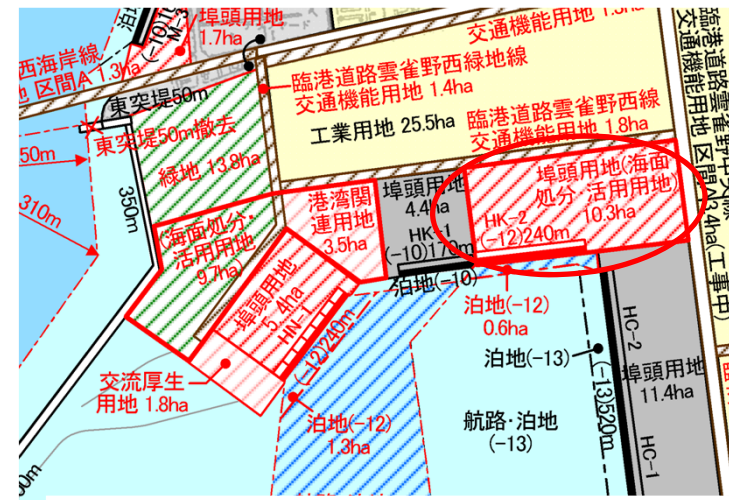 埠頭用地
1.7ha
交通機能用地
西海岸線
区間A 1.3ha
東突堤50m
東突堤50m撤去
50m
310m
350m
緑地 13.8ha
(海面処分・
活用用地
9.7ha)
臨港道路雲雀野西緑地線
交通機能用地 1.4ha
工業用地 25.5ha
臨港道路雲雀野西線
交通機能用地 1.8ha
臨港道路雲雀野中央線
交通機能用地 区間A
4ha(工事中)
港湾関
連用地
3.5ha
埠頭用地
4.4ha
HK-1
(-10)170m
埠頭用地(海面
処分・活用用地)
10.3ha
HK-2
(-12)240m
埠頭用地
5.4ha
HN-1
(-12)240m
泊地(-10)
泊地(-12)
0.6ha
泊地(-13)
(-13)520m
HC-2
埠頭用地
11.4ha
HC-1
航路・泊地
(-13)
交流厚生
用地 1.8ha
泊地(-12)
1.3ha